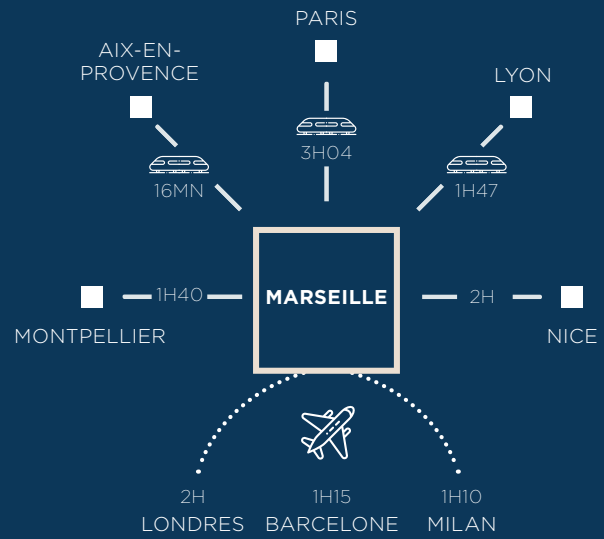 PARIS
AIX-EN-
PROVENCE
LYON
3H04
16MN
1H47
1H40
MARSEILLE
2H
MONTPELLIER
NICE
2H
1H15
1H10
LONDRES
BARCELONE
MILAN